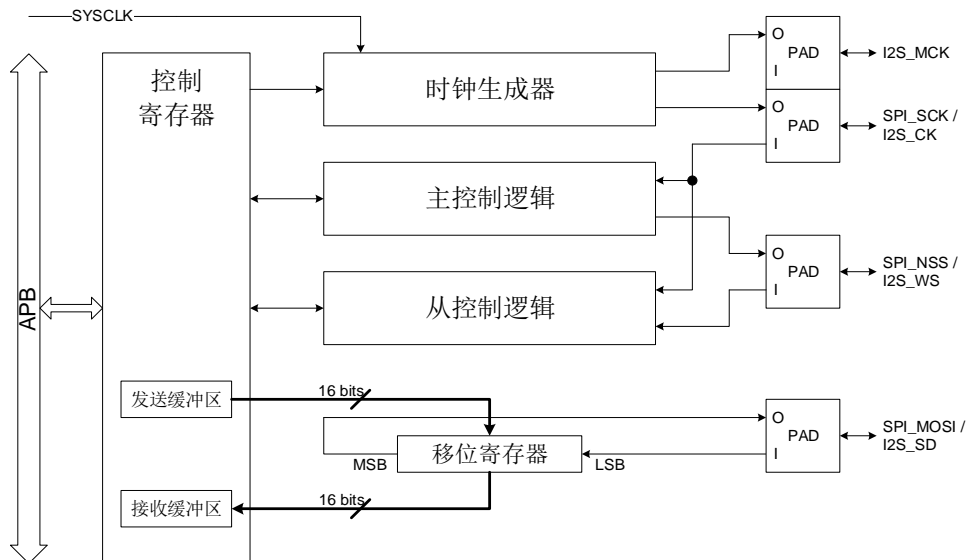 SYSCLK
控制
寄存器
时钟生成器
O
PAD
I
I2S_MCK
O
PAD
I
SPI_SCK /
I2S_CK
主控制逻辑
O
PAD
I
SPI_NSS /
I2S_WS
从控制逻辑
APB
发送缓冲区
16 bits
O
PAD
I
SPI_MOSI /
I2S_SD
MSB
移位寄存器
LSB
接收缓冲区
16 bits